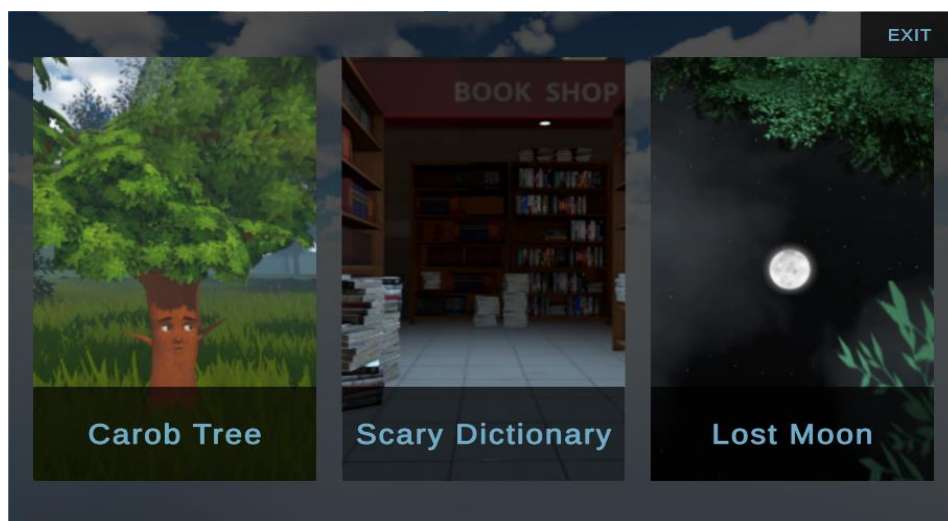 EXIT
BOOK SHOP
Carob Tree
Scary Dictionary
Lost Moon